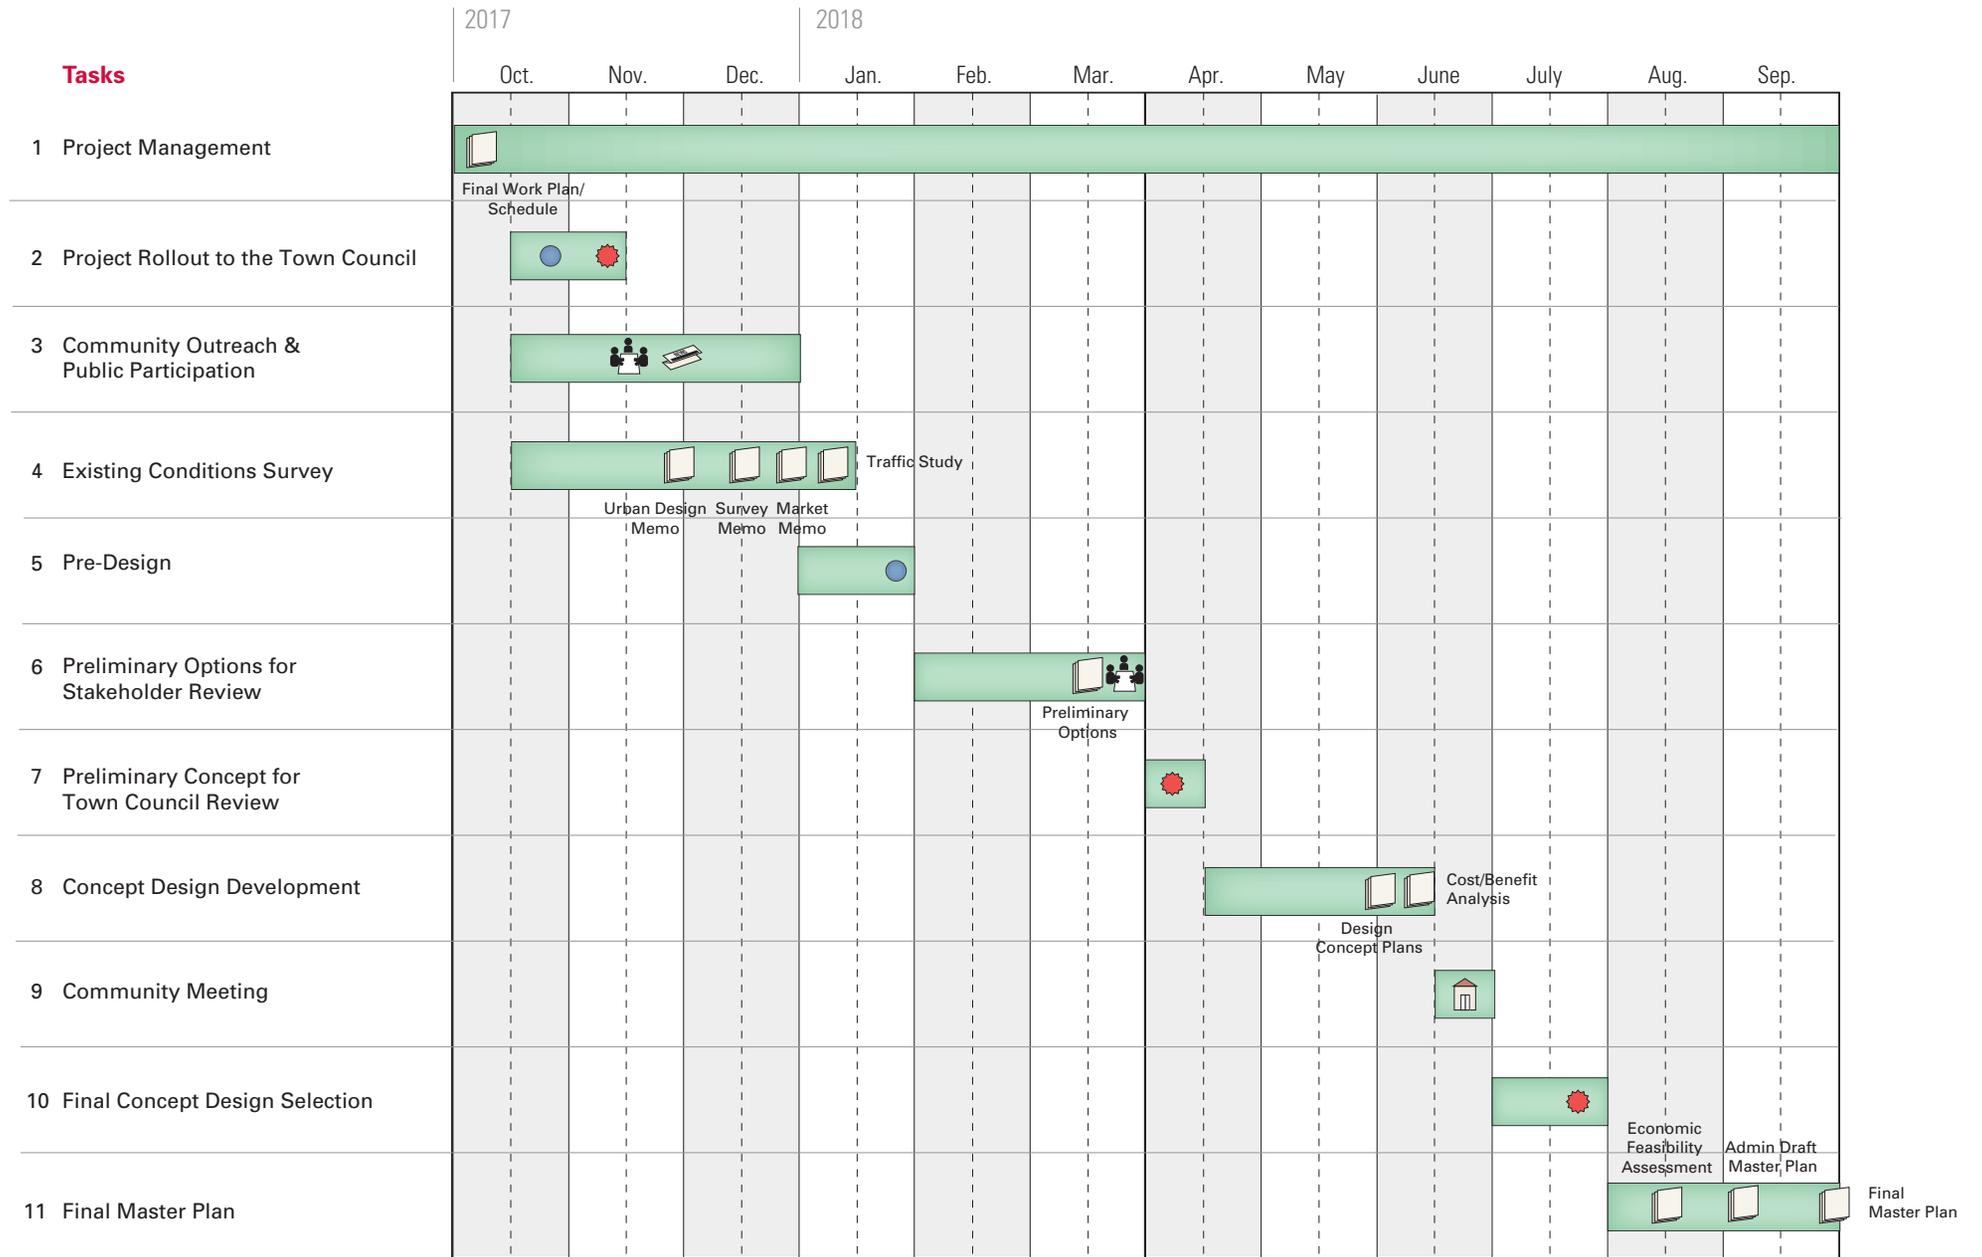 2017 2018
Tasks Oct. Nov. Dec. Jan. Feb. Mar. Apr. May June July Aug. Sep.
1 Project Management
Final Work Plan/
Schedule
2 Project Rollout to the Town Council
3 Community Outreach &
Public Participation
NEWS
4 Existing Conditions Survey
Traffic Study
Urban Design Survey Market
Memo Memo Memo
5 Pre-Design
6 Preliminary Options for
Stakeholder Review
Preliminary
Options
7 Preliminary Concept for
Town Council Review
8 Concept Design Development
Cost/Benefit
Analysis
Design
Concept Plans
9 Community Meeting
10 Final Concept Design Selection
Economic
Feasibility Admin Draft
Assessment Master Plan
11 Final Master Plan
Final
Master Plan